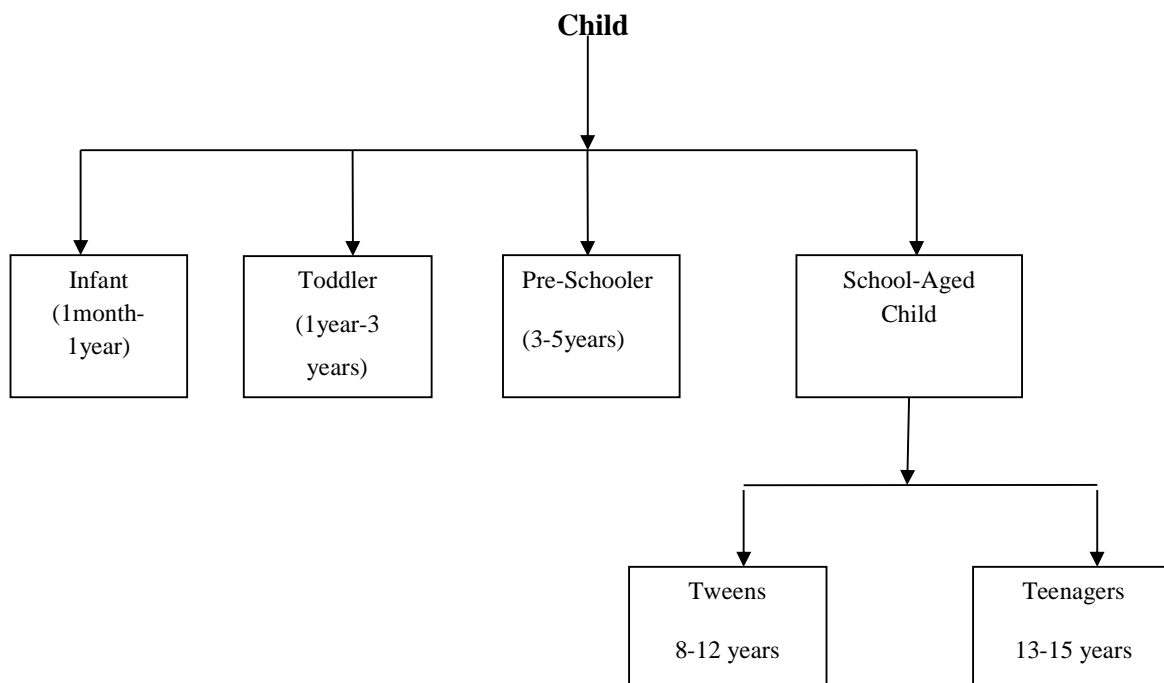 Child
Infant
(1month-
1year)
Toddler
(1year-3
years)
Pre-Schooler
(3-5years)
School-Aged
Child
Tweens
8-12 years
Teenagers
13-15 years